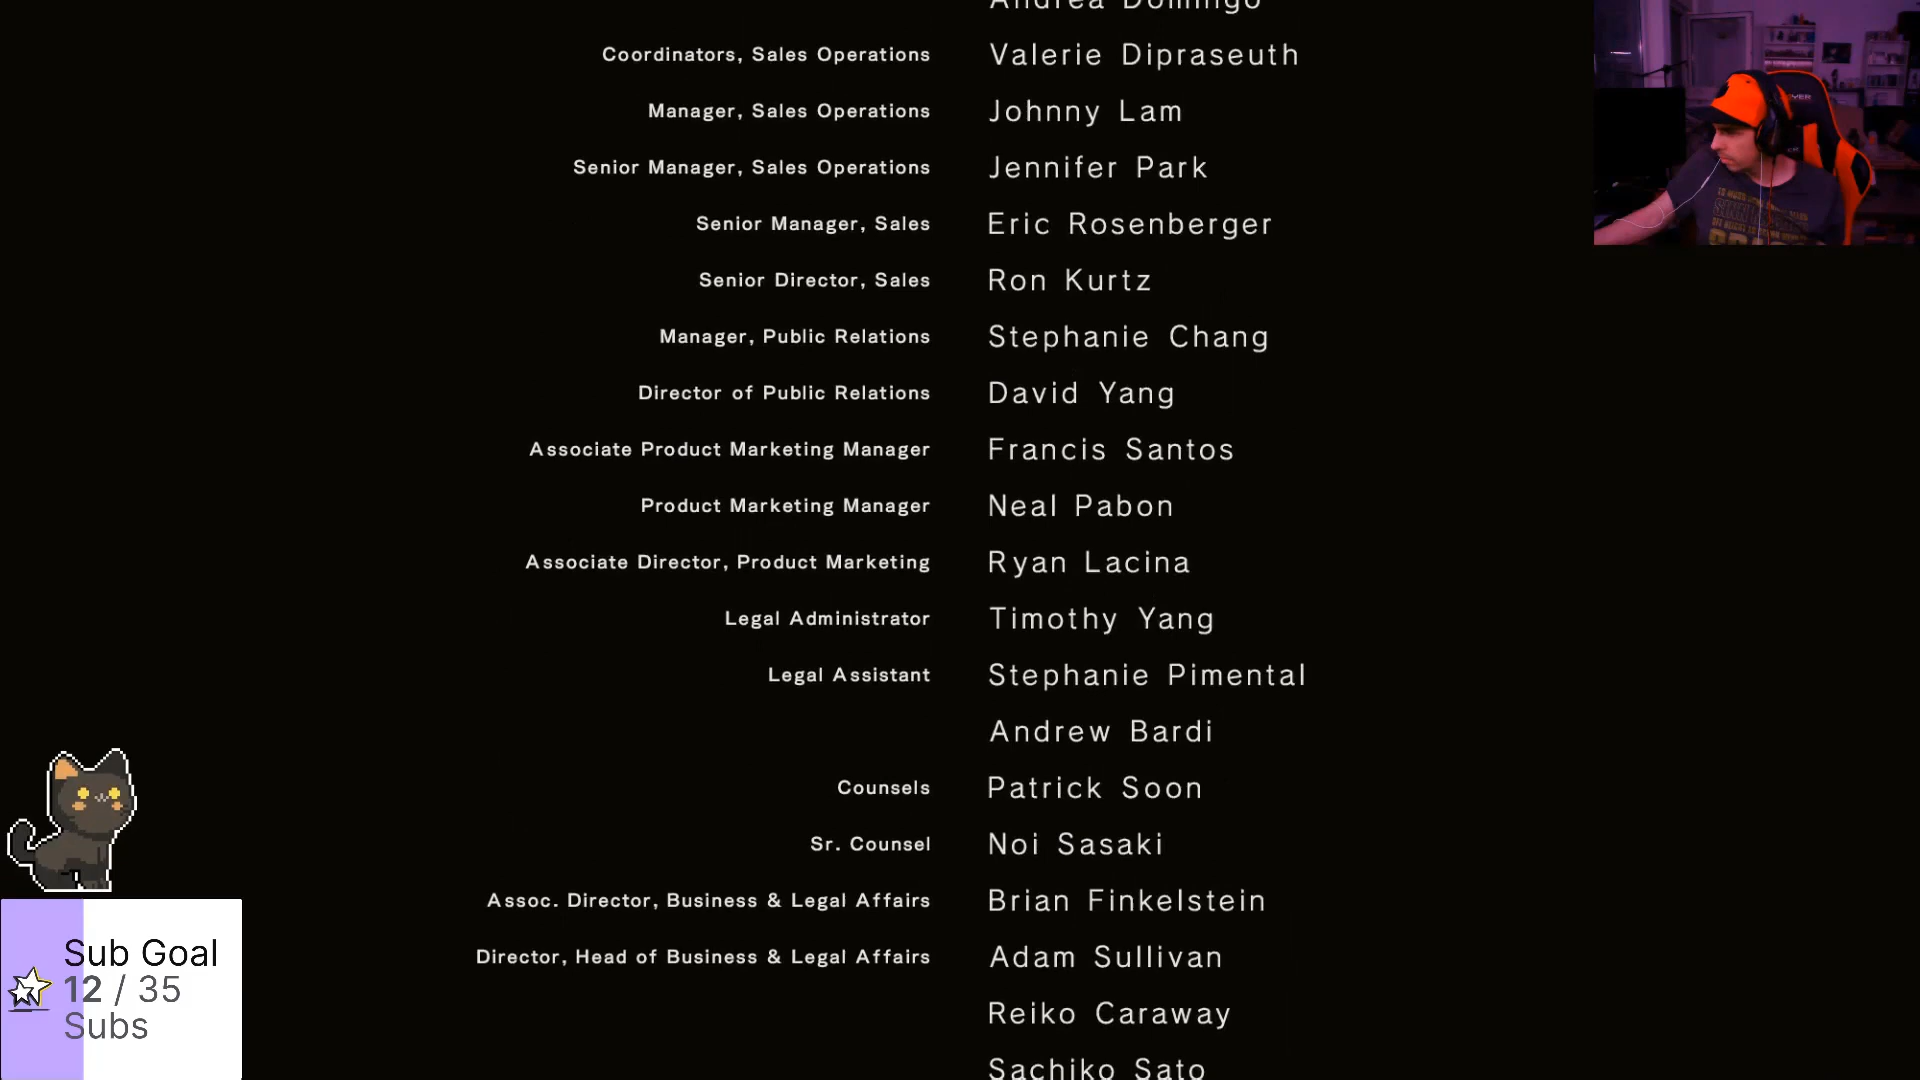 Andrea Domingo
Coordinators, Sales Operations Valerie Dipraseuth
Manager, Sales Operations Johnny Lam
Senior Manager, Sales Operations Jennifer Park
Senior Manager, Sales Eric Rosenberger
Senior Director, Sales Ron Kurtz
Manager, Public Relations Stephanie Chang
Director of Public Relations David Yang
Associate Product Marketing Manager Francis Santos
Product Marketing Manager Neal Pabon
Associate Director, Product Marketing Ryan Lacina
Legal Administrator Timothy Yang
Legal Assistant Stephanie Pimental
Andrew Bardi
Counsels Patrick Soon
Sr. Counsel Noi Sasaki
Assoc. Director, Business & Legal Affairs Brian Finkelstein
Director, Head of Business & Legal Affairs Adam Sullivan
Reiko Caraway
Sachiko Sato
Sub Goal
12 / 35
Subs